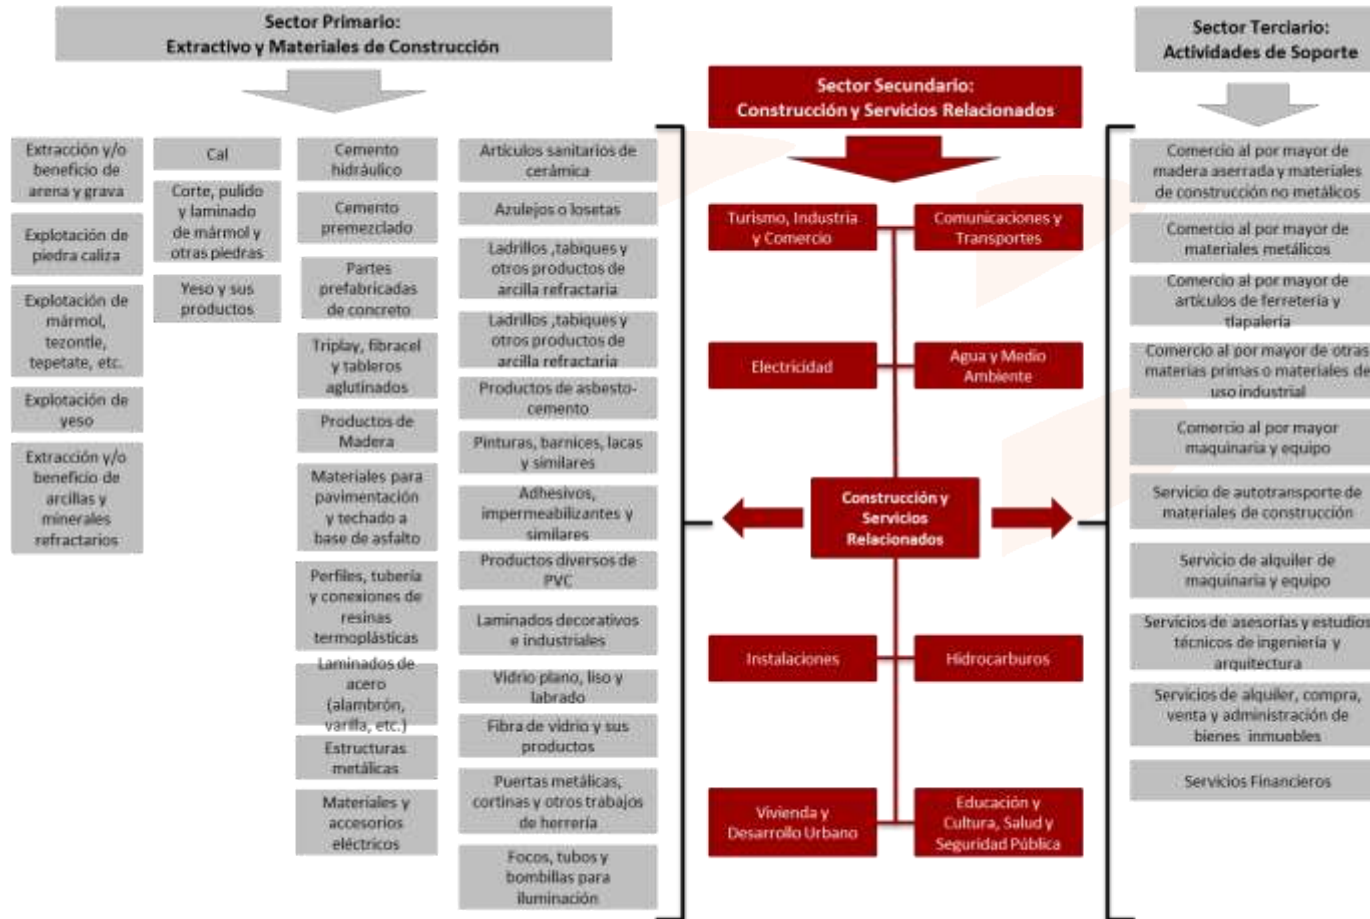 Sector Primario:
Extractivo y Materiales de Construcción
Extracción y/o
beneficio de
arena y grava
Explotación de
piedra caliza
Explotación de
mármol,
tezontle,
tepetate, etc.
Explotación de
yeso
Extracción y/o
beneficio de
arcillas y
minerales
refractarios
Cal
Corte, pulido
y laminado
de mármol y
otras piedras
Yeso y sus
productos
Cemento
hidráulico
Cemento
premezclado
Partes
prefabricadas
de concreto
Triplay, fibracel
y tableros
aglutinados
Productos de
Madera
Materiales para
pavimentación
y techado a
base de asfalto
Perfiles, tubería
y conexiones de
resinas
termoplásticas
Laminados de
acero
(alambrón,
varilla, etc.)
Estructuras
metálicas
Materiales y
accesorios
eléctricos
Artículos sanitarios de
cerámica
Azulejos o losetas
Ladrillos ,tabiques y
otros productos de
arcilla refractaria
Ladrillos ,tabiques y
otros productos de
arcilla refractaria
Productos de asbesto-
cemento
Pinturas, barnices, lacas
y similares
Adhesivos,
impermeabilizantes y
similares
Productos diversos de
PVC
Laminados decorativos
e industriales
Vidrio plano, liso y
labrado
Fibra de vidrio y sus
productos
Puertas metálicas,
cortinas y otros trabajos
de herrería
Focos, tubos y
bombillas para
iluminación
Sector Secundario:
Construcción y Servicios Relacionados
Turismo, Industria
y Comercio
Comunicaciones y
Transportes
Electricidad
Agua y Medio
Ambiente
Construcción y
Servicios
Relacionados
Instalaciones
Hidrocarburos
Vivienda y
Desarrollo Urbano
Educación y
Cultura, Salud y
Seguridad Pública
Sector Terciario:
Actividades de Soporte
Comercio al por mayor de
madera aserrada y materiales
de construcción no metálicos
Comercio al por mayor de
materiales metálicos
Comercio al por mayor de
artículos de ferretería y
tlapalería
Comercio al por mayor de otras
materias primas o materiales de
uso industrial
Comercio al por mayor
maquinaria y equipo
Servicio de autotransporte de
materiales de construcción
Servicio de alquiler de
maquinaria y equipo
Servicios de asesorías y estudios
técnicos de ingeniería y
arquitectura
Servicios de alquiler, compra,
venta y administración de
bienes inmuebles
Servicios Financieros